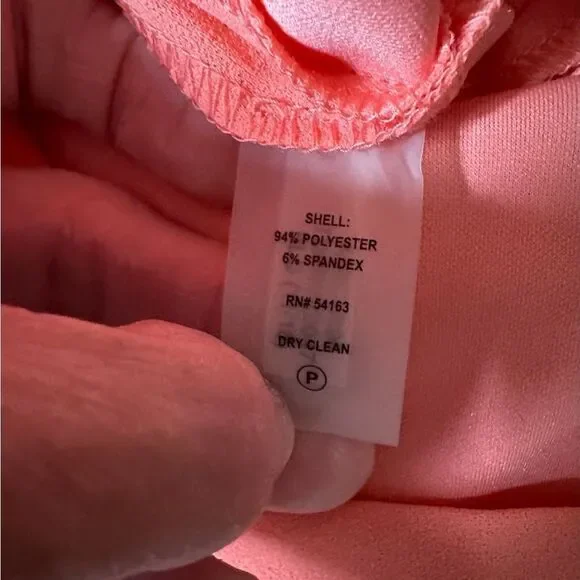 SHELL:
94% POLYESTER
6% SPANDEX
RN# 54163
DRY CLEAN
P